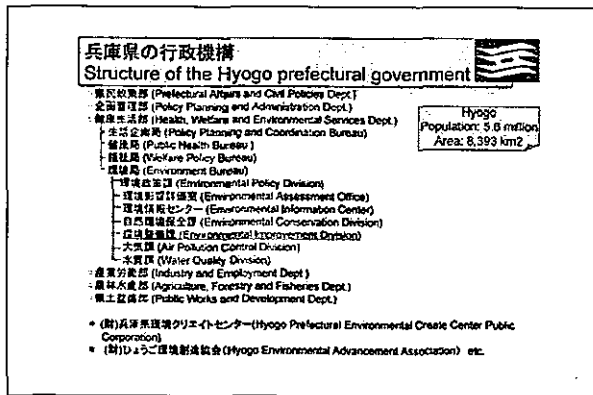 兵庫県の行政機構
Structure of the Hyogo prefectural government
県民政策部 (Prefectural Affairs and Civil Policies Dept.)
企画管理部 (Policy Planning and Administration Dept.)
健康生活部 (Health, Welfare and Environmental Services Dept.)
生活企画局 (Policy Planning and Coordination Bureau)
健康局 (Public Health Bureau)
福祉局 (Welfare Policy Bureau)
環境局 (Environment Bureau)
環境政策課 (Environmental Policy Division)
環境影響評価室 (Environmental Assessment Office)
環境情報センター (Environmental Information Center)
自然環境保全課 (Environmental Conservation Division)
環境整備課 (Environmental Improvement Division)
大気課 (Air Pollution Control Division)
水質課 (Water Quality Division)
産業労働部 (Industry and Employment Dept.)
農林水産部 (Agriculture, Forestry and Fisheries Dept.)
県土整備部 (Public Works and Development Dept.)
Hyogo
Population: 5.6 million
Area: 8,393 km2
* (財)兵庫県環境クリエイトセンター(Hyogo Prefectural Environmental Create Center Public
Corporation)
* (財)ひょうご環境創造協会(Hyogo Environmental Advancement Association) etc.